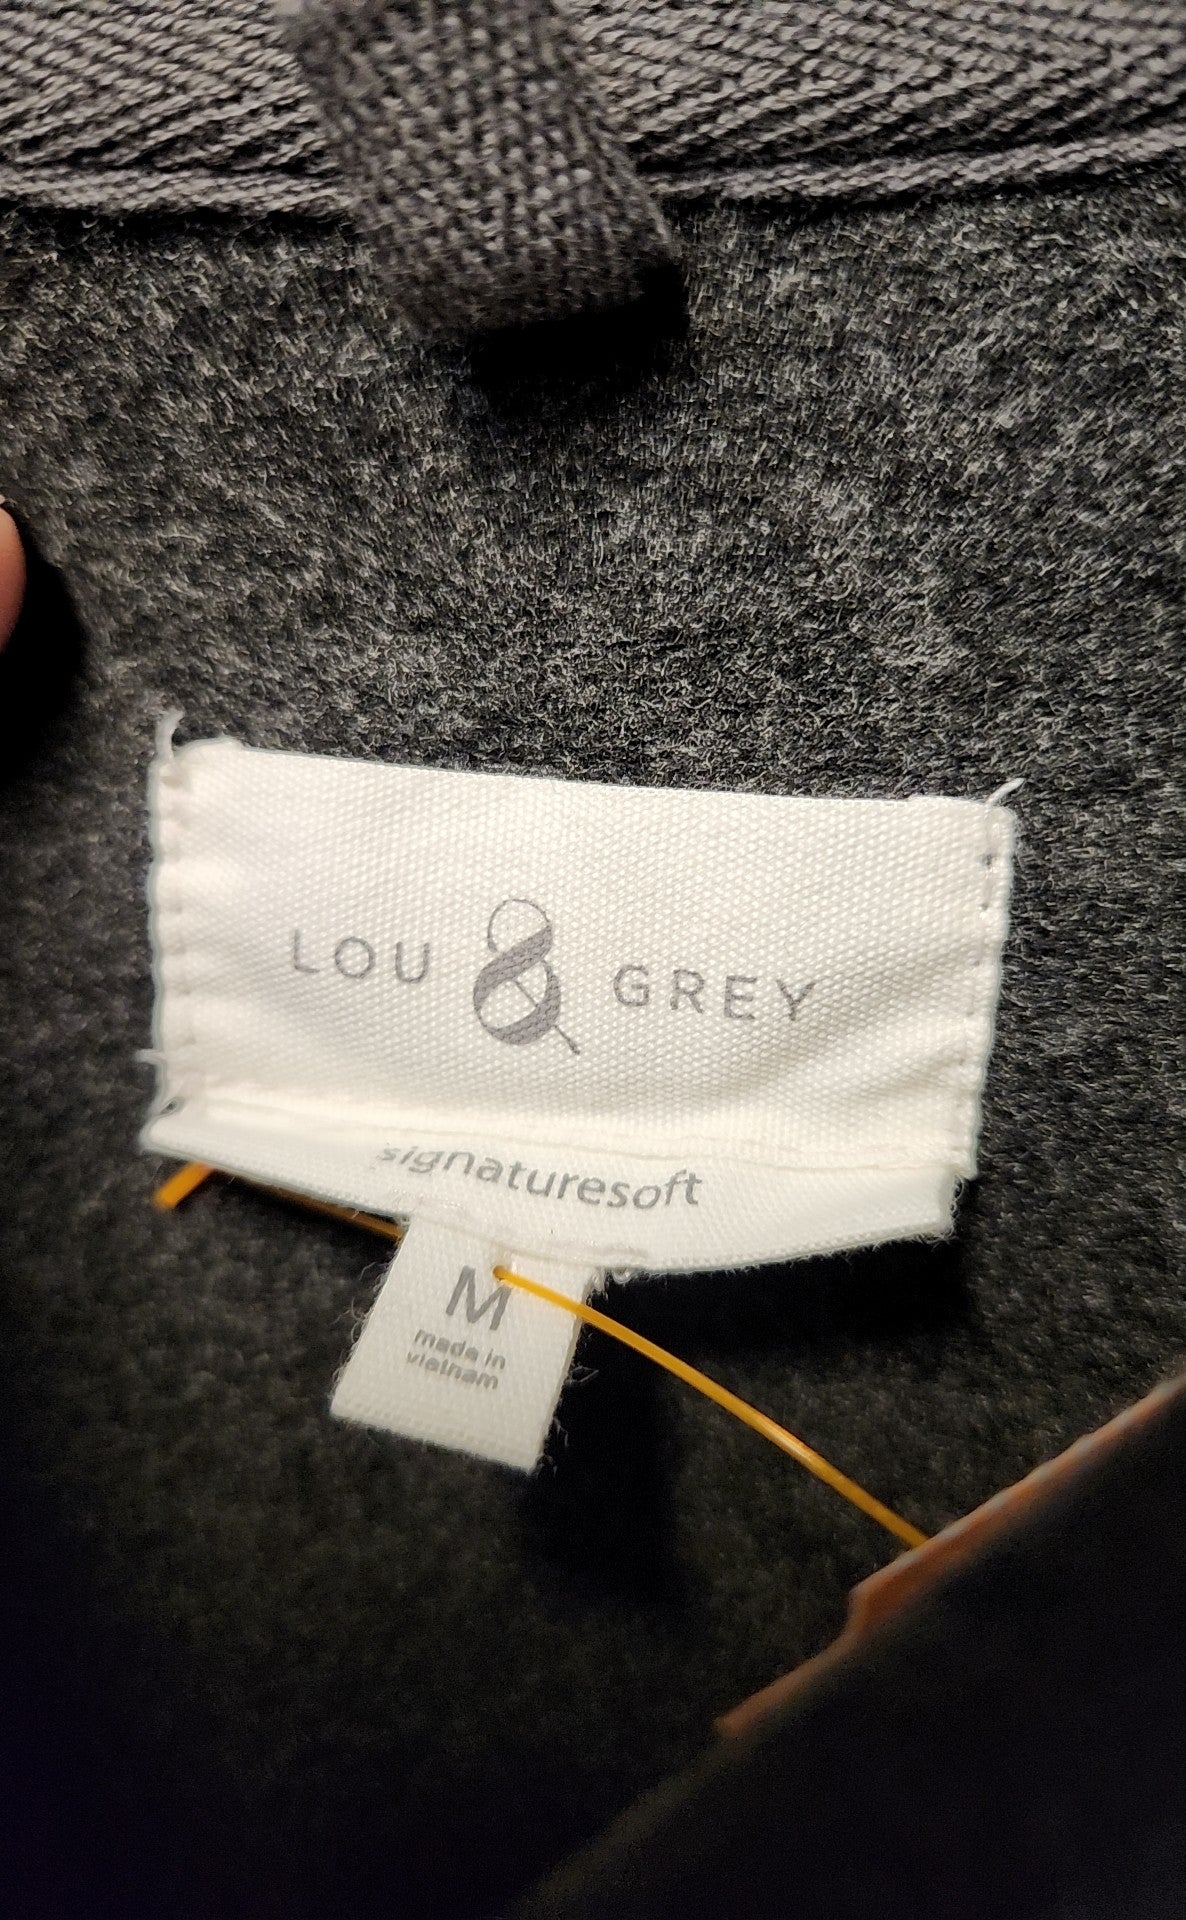 LOU & GREY
signaturesoft
M
made in
vietnam